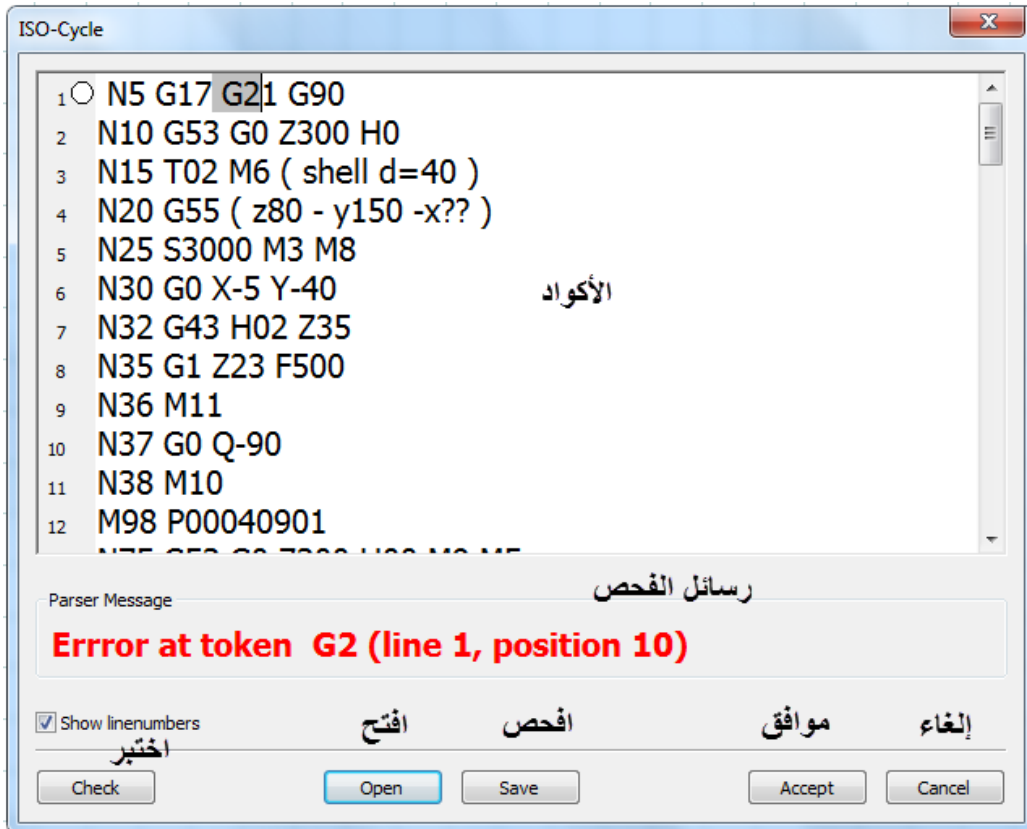 ISO-Cycle
1 N5 G17 G21 G90
2 N10 G53 G0 Z300 H0
3 N15 T02 M6 ( shell d=40 )
4 N20 G55 ( z80 - y150 -x?? )
5 N25 S3000 M3 M8
6 N30 G0 X-5 Y-40
الأكواد
7 N32 G43 H02 Z35
8 N35 G1 Z23 F500
9 N36 M11
10 N37 G0 Q-90
11 N38 M10
12 M98 P00040901
رسائل الفحص
Parser Message
Errror at token G2 (line 1, position 10)
Show linenumbers
اختبر
افتح
افحص
موافق
إلغاء
Check
Open
Save
Accept
Cancel